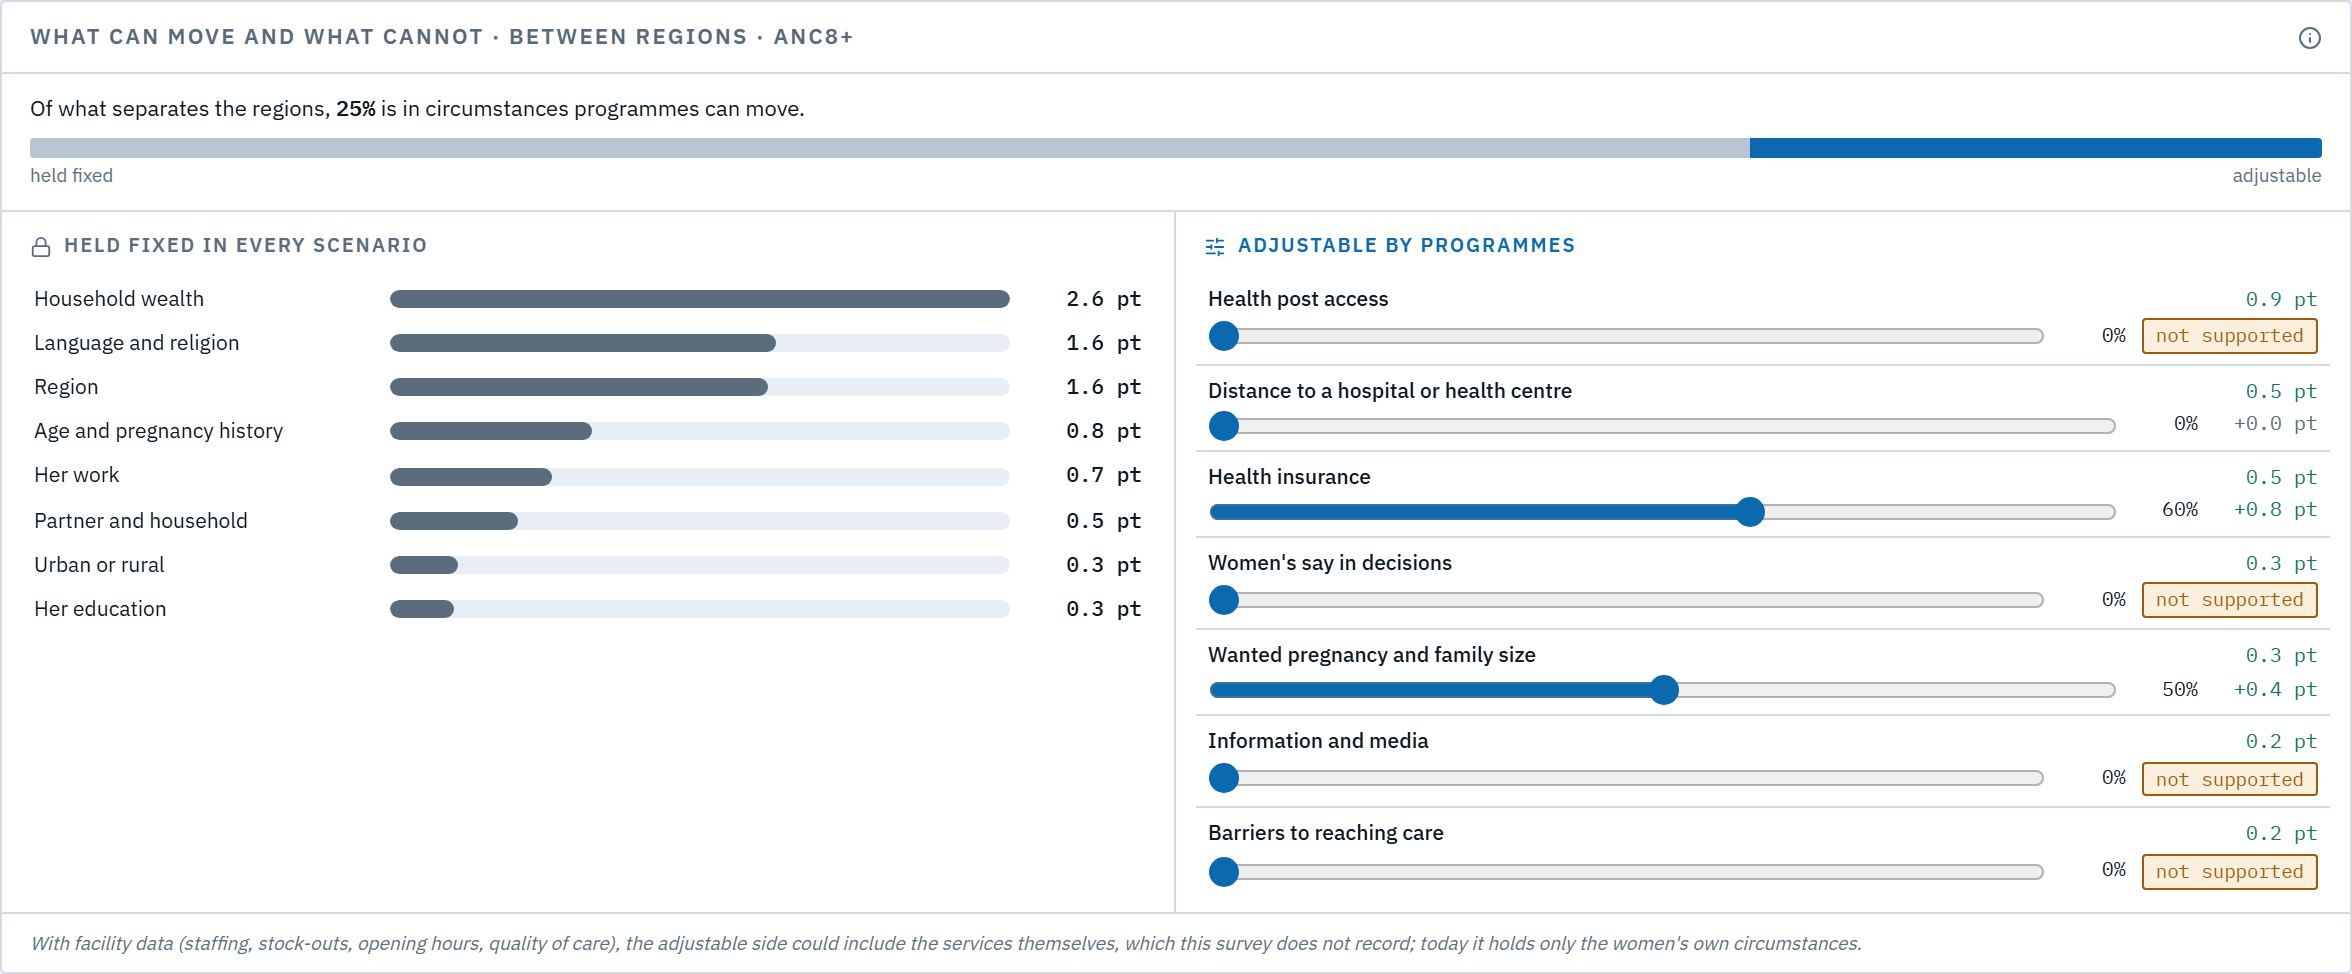 WHAT CAN MOVE AND WHAT CANNOT · BETWEEN REGIONS · ANC8+
Of what separates the regions, 25% is in circumstances programmes can move.
held fixed
adjustable
HELD FIXED IN EVERY SCENARIO
Household wealth 2.6 pt
Language and religion 1.6 pt
Region 1.6 pt
Age and pregnancy history 0.8 pt
Her work 0.7 pt
Partner and household 0.5 pt
Urban or rural 0.3 pt
Her education 0.3 pt
ADJUSTABLE BY PROGRAMMES
Health post access 0.9 pt
0% not supported
Distance to a hospital or health centre 0.5 pt
0% +0.0 pt
Health insurance 0.5 pt
60% +0.8 pt
Women's say in decisions 0.3 pt
0% not supported
Wanted pregnancy and family size 0.3 pt
50% +0.4 pt
Information and media 0.2 pt
0% not supported
Barriers to reaching care 0.2 pt
0% not supported
With facility data (staffing, stock-outs, opening hours, quality of care), the adjustable side could include the services themselves, which this survey does not record; today it holds only the women's own circumstances.